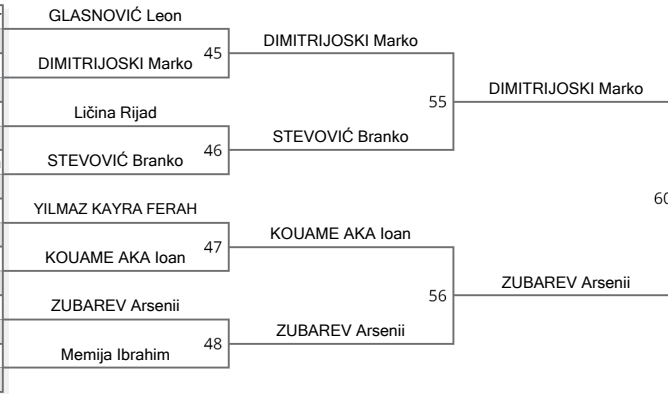 GLASNOVIĆ Leon
45
DIMITRIJOSKI Marko
DIMITRIJOSKI Marko
55
DIMITRIJOSKI Marko
Ličina Rijad
46
STEVOVIĆ Branko
STEVOVIĆ Branko
60
YILMAZ KAYRA FERAH
47
KOUAME AKA Ioan
KOUAME AKA Ioan
56
ZUBAREV Arsenii
ZUBAREV Arsenii
48
ZUBAREV Arsenii
Memija Ibrahim